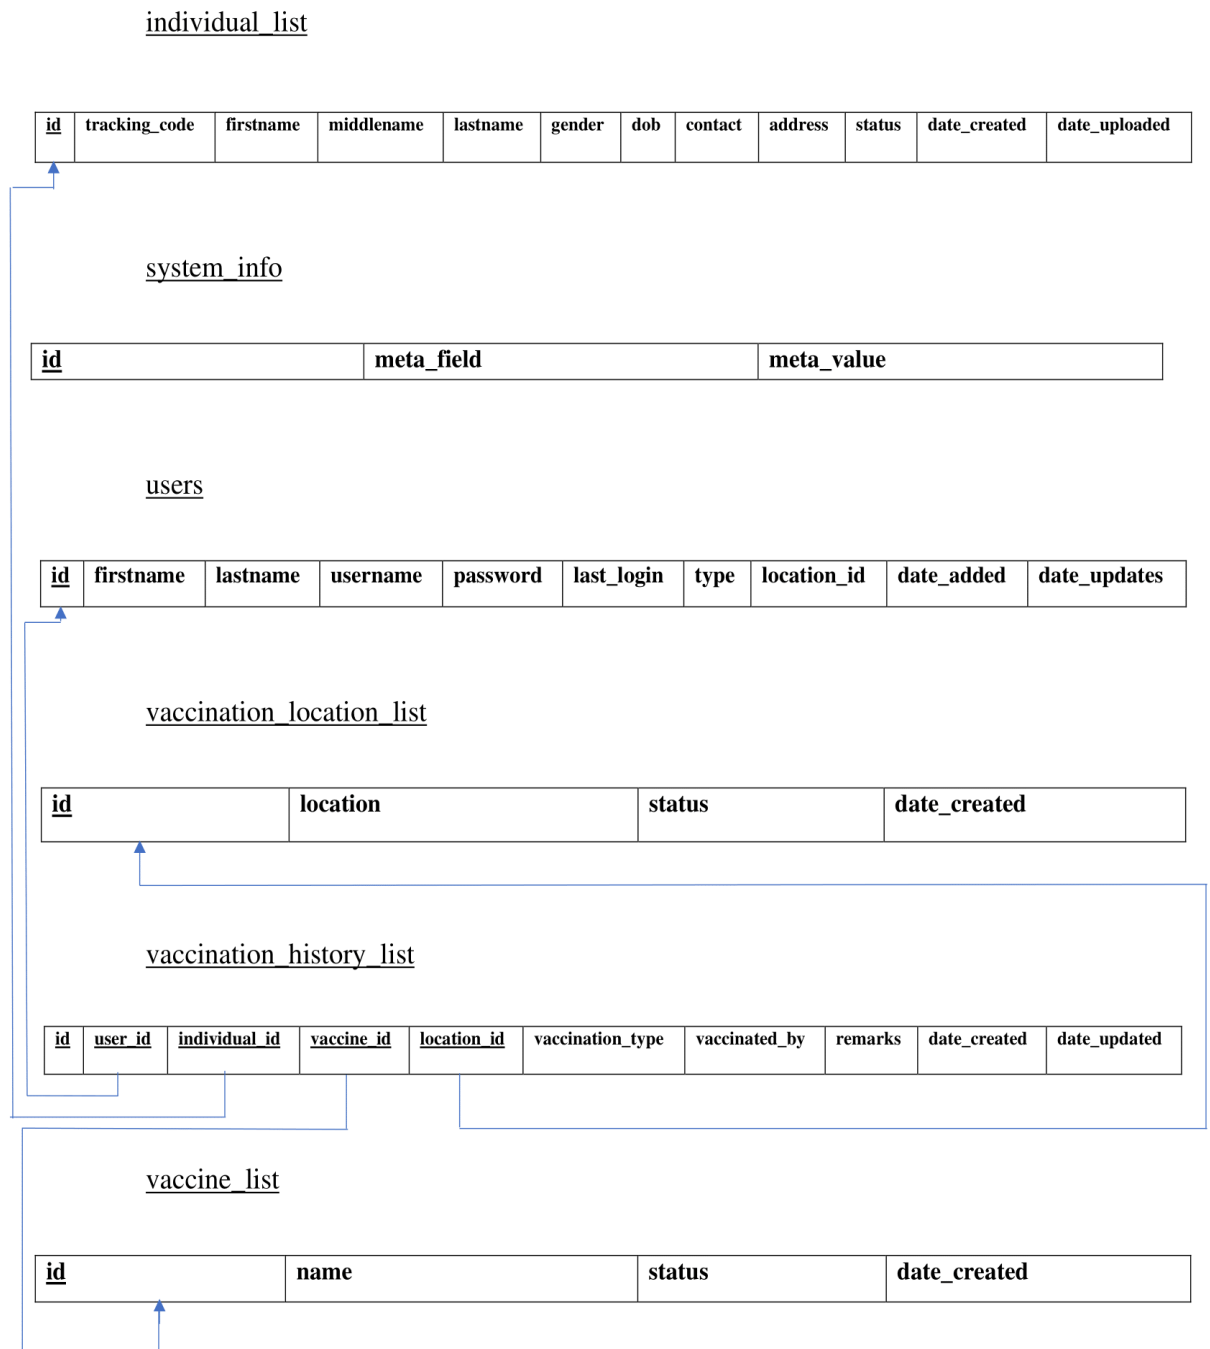 individual_list
id tracking_code firstname middlename lastname gender dob contact address status date_created date_uploaded
system_info
id meta_field meta_value
users
id firstname lastname username password last_login type location_id date_added date_updates
vaccination_location_list
id location status date_created
vaccination_history_list
id user_id individual_id vaccine_id location_id vaccination_type vaccinated_by remarks date_created date_updated
vaccine_list
id name status date_created